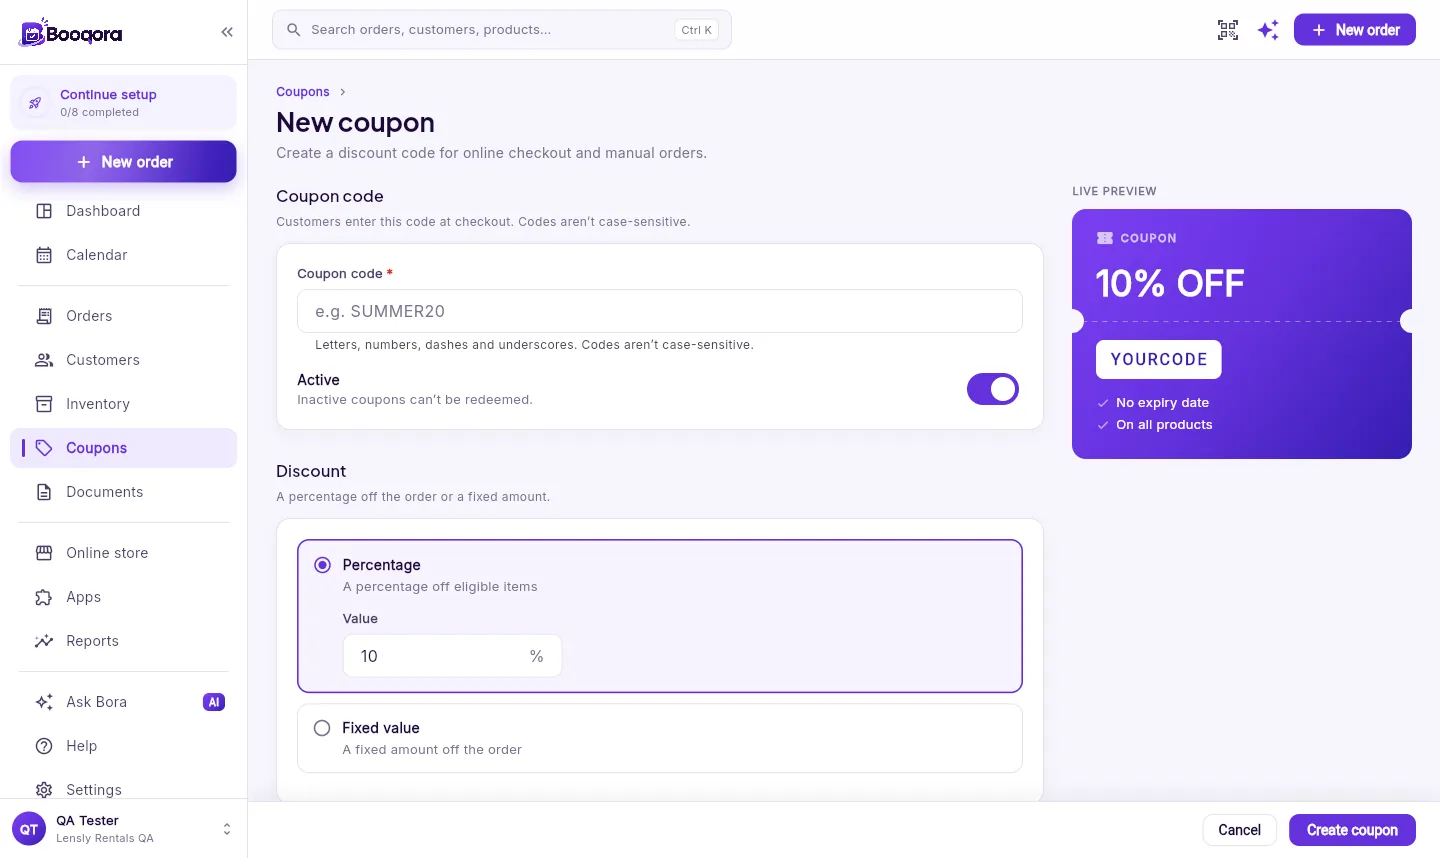 Booqora
Search orders, customers, products...
Ctrl K
New order
Continue setup
0/8 completed
New order
Dashboard
Calendar
Orders
Customers
Inventory
Coupons
Documents
Online store
Apps
Reports
Ask Bora
AI
Help
Settings
QT
QA Tester
Lensly Rentals QA
Coupons
New coupon
Create a discount code for online checkout and manual orders.
Coupon code
Customers enter this code at checkout. Codes aren't case-sensitive.
Coupon code *
e.g. SUMMER20
Letters, numbers, dashes and underscores. Codes aren't case-sensitive.
Active
Inactive coupons can't be redeemed.
Discount
A percentage off the order or a fixed amount.
Percentage
A percentage off eligible items
Value
10 %
Fixed value
A fixed amount off the order
LIVE PREVIEW
COUPON
10% OFF
YOURCODE
No expiry date
On all products
Cancel
Create coupon